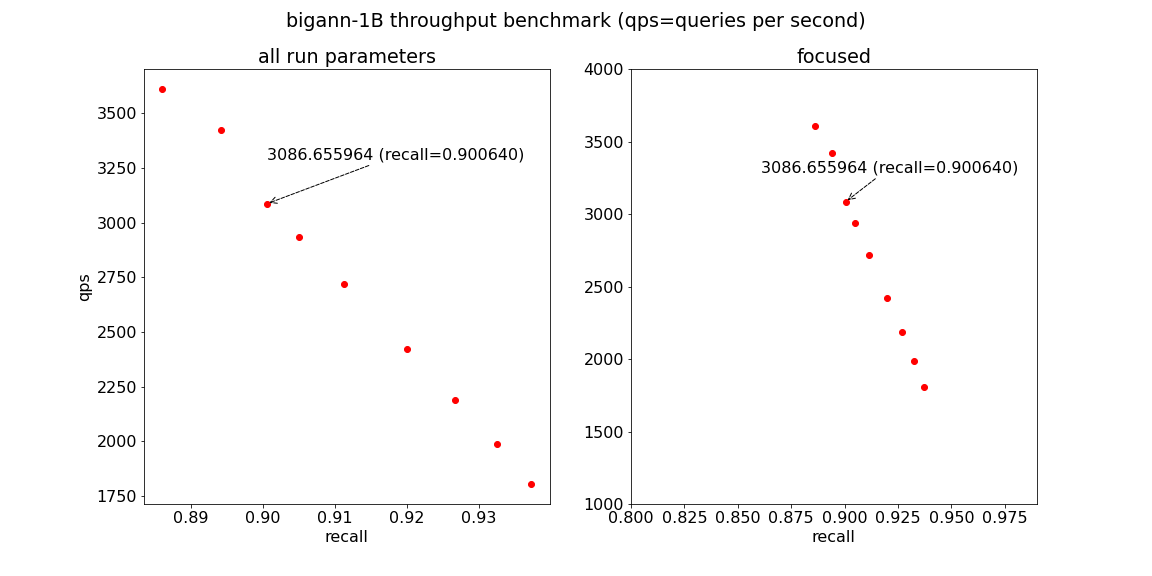 bigann-1B throughput benchmark (qps=queries per second)
all run parameters
3500
3250
3000
2750
2500
2250
2000
1750
qps
3086.655964 (recall=0.900640)
0.89 0.90 0.91 0.92 0.93
recall
focused
4000
3500
3000
2500
2000
1500
1000
3086.655964 (recall=0.900640)
0.800 0.825 0.850 0.875 0.900 0.925 0.950 0.975
recall